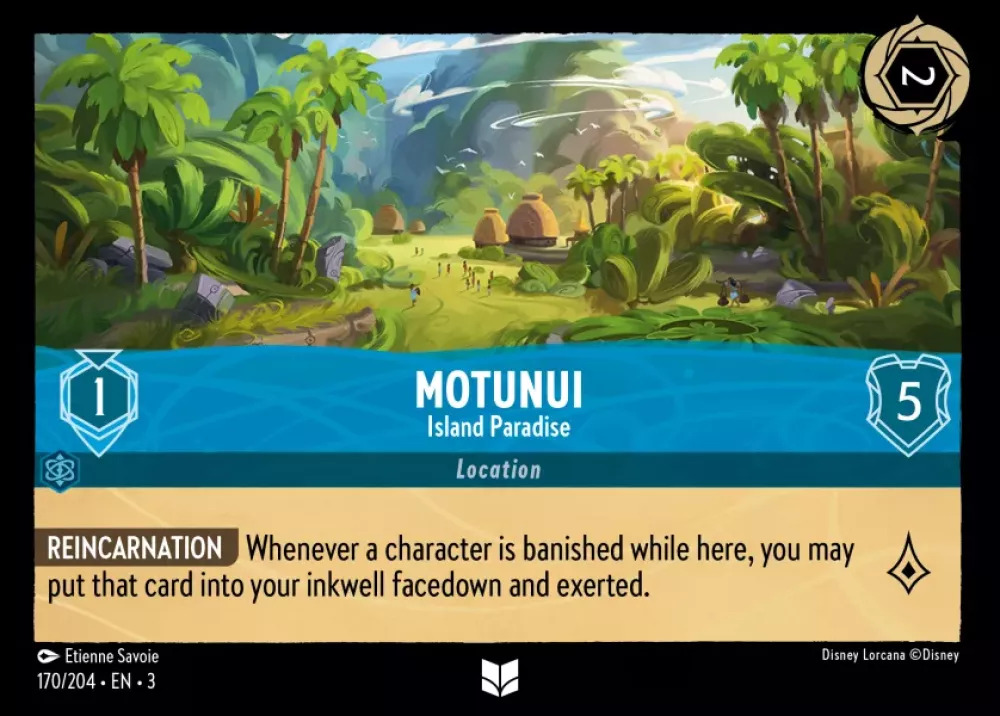 2
1
MOTUNUI
5
Island Paradise
Location
REINCARNATION Whenever a character is banished while here, you may
put that card into your inkwell facedown and exerted.
Etienne Savoie
Disney Lorcana ©Disney
170/204 • EN • 3